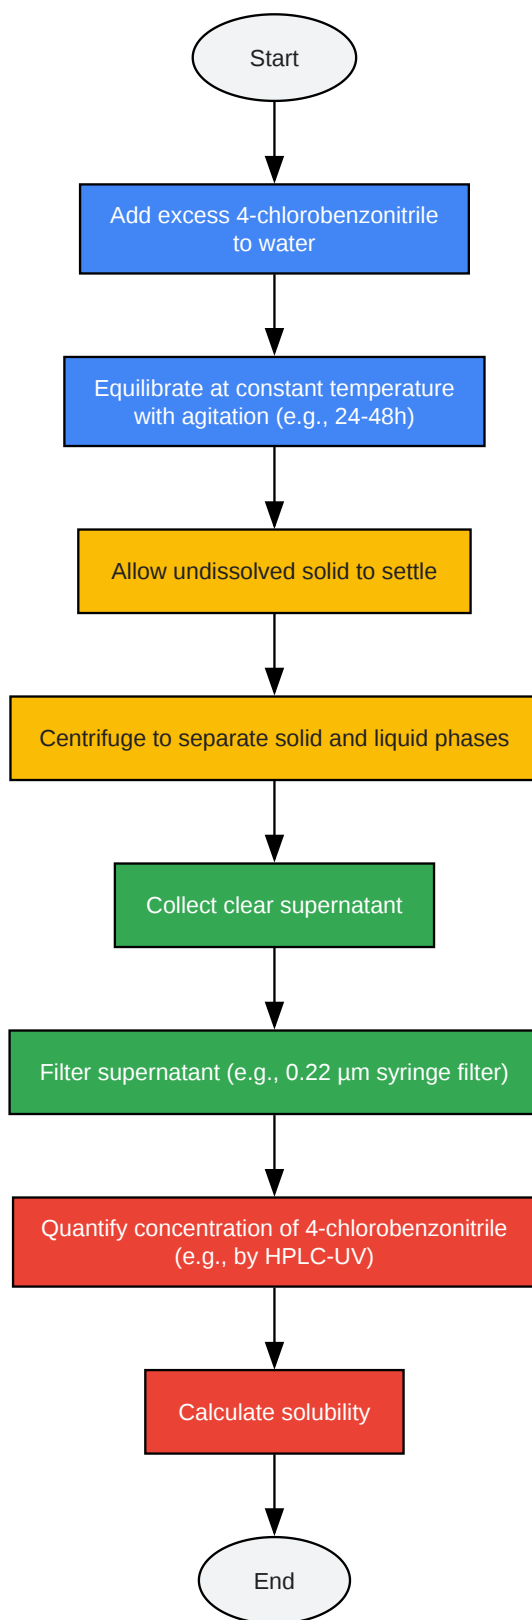 Start
Add excess 4-chlorobenzonitrile
to water
Equilibrate at constant temperature
with agitation (e.g., 24-48h)
Allow undissolved solid to settle
Centrifuge to separate solid and liquid phases
Collect clear supernatant
Filter supernatant (e.g., 0.22 µm syringe filter)
Quantify concentration of 4-chlorobenzonitrile
(e.g., by HPLC-UV)
Calculate solubility
End